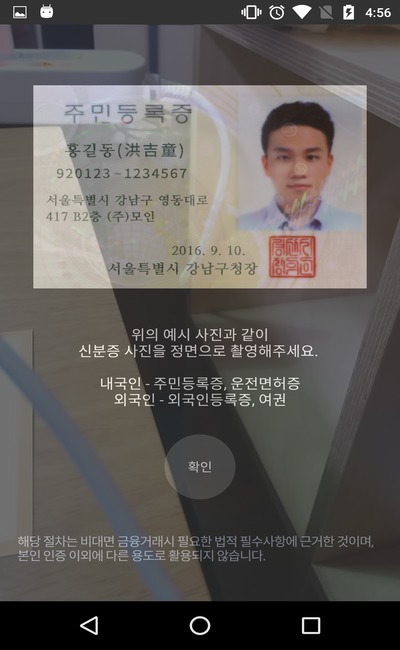 4:56
주민등록증
홍길동(洪吉童)
920123-1234567
서울특별시 강남구 영동대로
417 B2층 (주)모인
2016. 9. 10.
서울특별시 강남구청장
위의 예시 사진과 같이
신분증 사진을 정면으로 촬영해주세요.
내국인 - 주민등록증, 운전면허증
외국인 - 외국인등록증, 여권
확인
해당 절차는 비대면 금융거래시 필요한 법적 필수사항에 근거한 것이며,
본인 인증 이외에 다른 용도로 활용되지 않습니다.